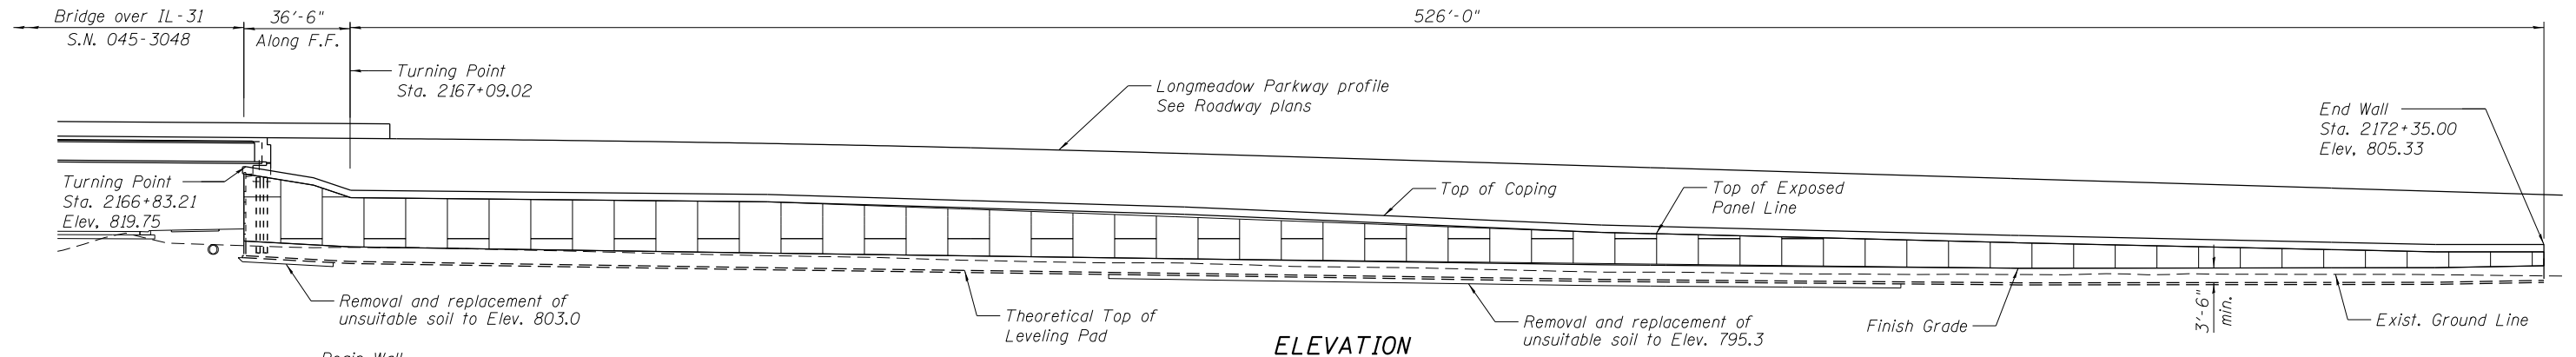 Bridge over IL-31
S.N. 045-3048
36'-6"
Along F.F.
526'-0"
Turning Point
Sta. 2167+09.02
Longmeadow Parkway profile
See Roadway plans
End Wall
Sta. 2172+35.00
Elev. 805.33
Turning Point
Sta. 2166+83.21
Elev. 819.75
Top of Coping
Top of Exposed
Panel Line
Removal and replacement of
unsuitable soil to Elev. 803.0
Theoretical Top of
Leveling Pad
Removal and replacement of
unsuitable soil to Elev. 795.3
Finish Grade
3'-6"
min.
Exist. Ground Line
ELEVATION
Begin Wall